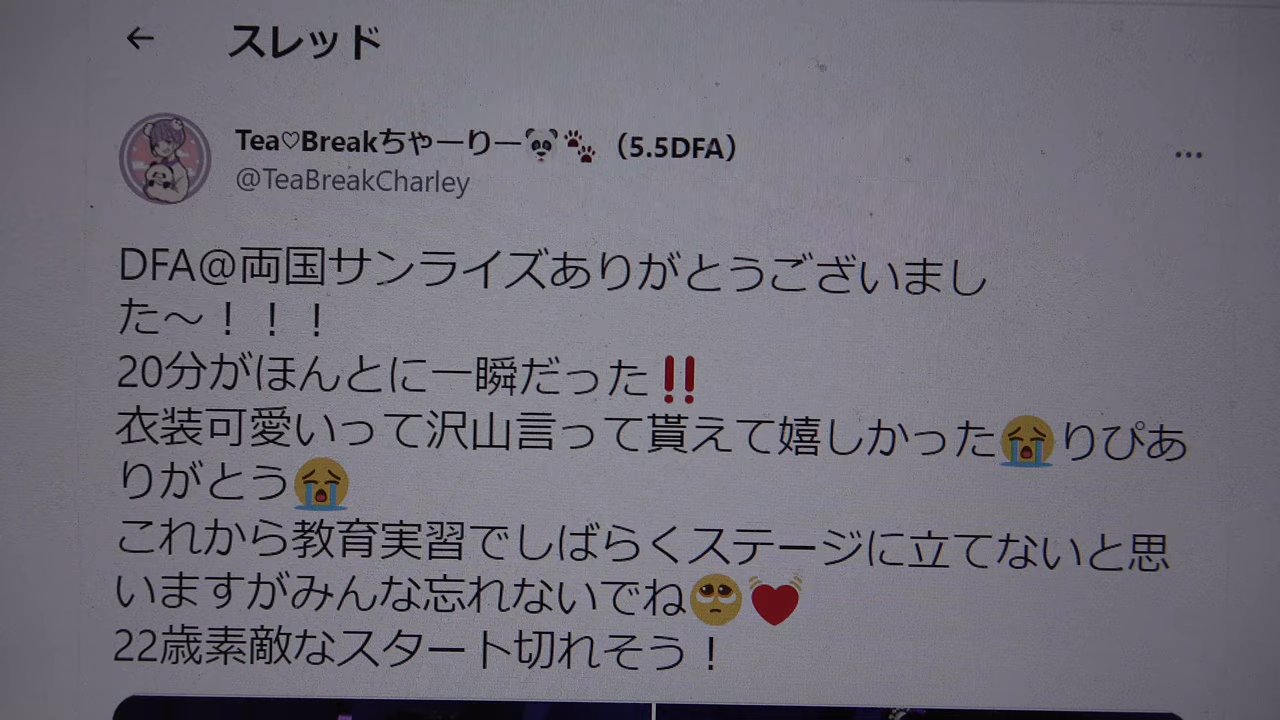 ← スレッド
Tea♡Breakちゃーりー🐼🐾（5.5DFA）
@TeaBreakCharley
…
DFA@両国サンライズありがとうございまし
た〜！！！
20分がほんとに一瞬だった‼️
衣装可愛いって沢山言って貰えて嬉しかった😭りぴあ
りがとう😭
これから教育実習でしばらくステージに立てないと思
いますがみんな忘れないでね🥺💓
22歳素敵なスタート切れそう！